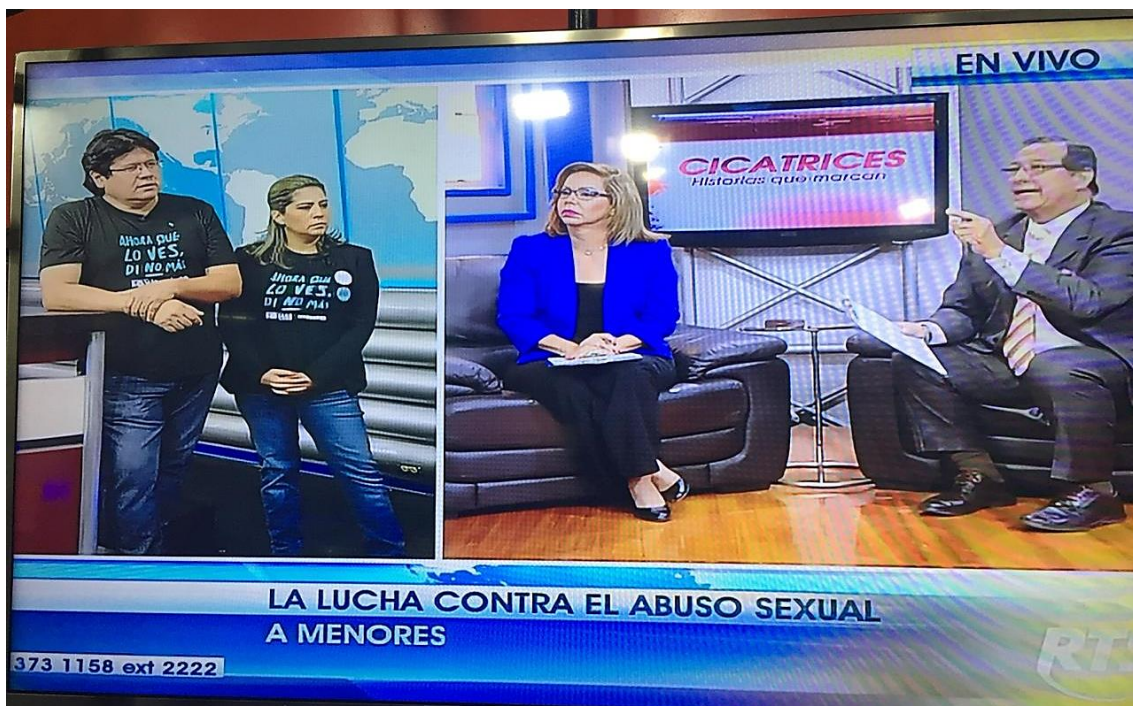 EN VIVO
CICATRICES
Historias que marcan
AHORA QUE
LO VES,
DI NO MÁS
AHORA QUE
LO VES,
DI NO MÁS
LA LUCHA CONTRA EL ABUSO SEXUAL
A MENORES
373 1158 ext 2222
RTS